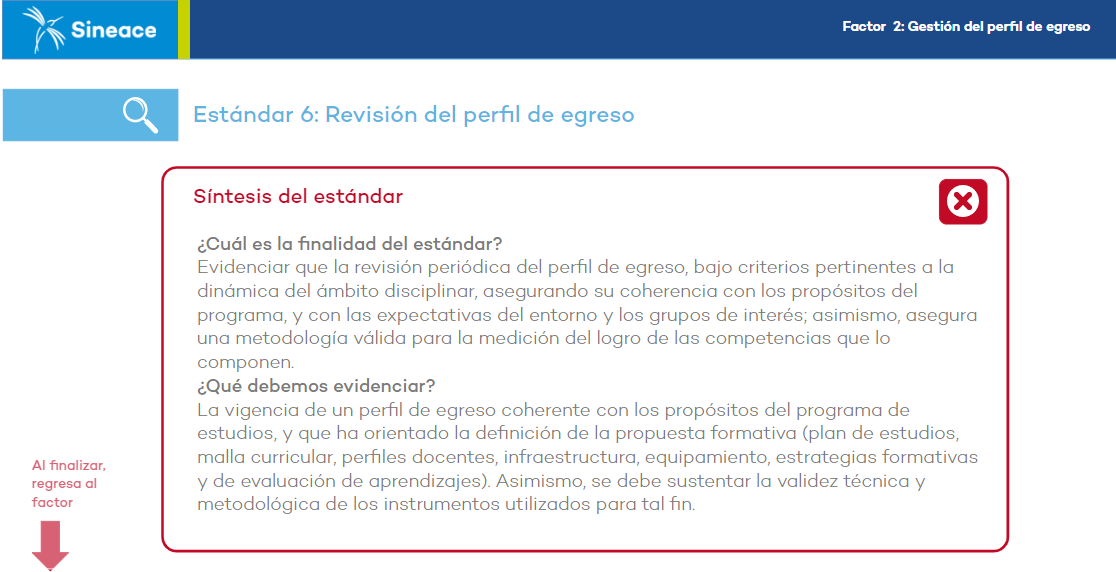 Sineace
Factor 2: Gestión del perfil de egreso
Estándar 6: Revisión del perfil de egreso
Síntesis del estándar
¿Cuál es la finalidad del estándar?
Evidenciar que la revisión periódica del perfil de egreso, bajo criterios pertinentes a la
dinámica del ámbito disciplinar, asegurando su coherencia con los propósitos del
programa, y con las expectativas del entorno y los grupos de interés; asimismo, asegura
una metodología válida para la medición del logro de las competencias que lo
componen.
¿Qué debemos evidenciar?
La vigencia de un perfil de egreso coherente con los propósitos del programa de
estudios, y que ha orientado la definición de la propuesta formativa (plan de estudios,
malla curricular, perfiles docentes, infraestructura, equipamiento, estrategias formativas
y de evaluación de aprendizajes). Asimismo, se debe sustentar la validez técnica y
metodológica de los instrumentos utilizados para tal fin.
Al finalizar,
regresa al
factor